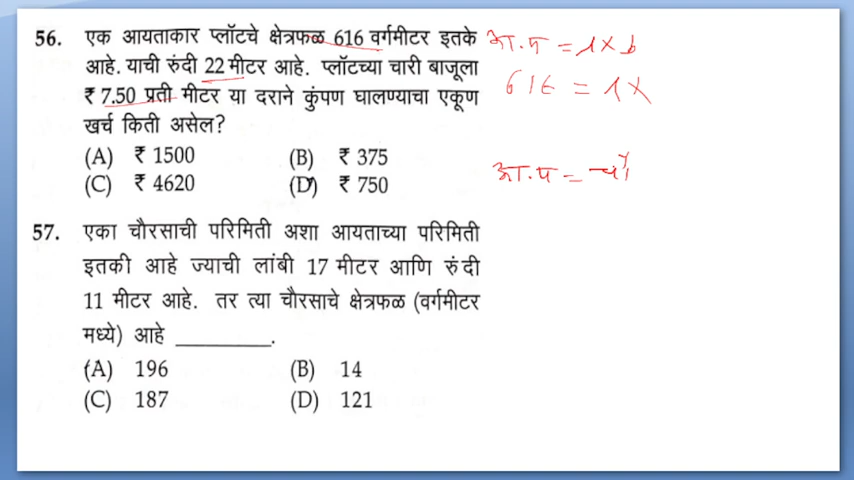 56. एक आयताकार प्लॉटचे क्षेत्रफळ 616 वर्गमीटर इतके
आहे. याची रुंदी 22 मीटर आहे. प्लॉटच्या चारी बाजूला
₹ 7.50 प्रती मीटर या दराने कुंपण घालण्याचा एकूण
खर्च किती असेल?
(A) ₹ 1500 (B) ₹ 375
(C) ₹ 4620 (D) ₹ 750
57. एका चौरसाची परिमिती अशा आयताच्या परिमिती
इतकी आहे ज्याची लांबी 17 मीटर आणि रुंदी
11 मीटर आहे. तर त्या चौरसाचे क्षेत्रफळ (वर्गमीटर
मध्ये) आहे ________.
(A) 196 (B) 14
(C) 187 (D) 121
आ.प = l × b
616 = l ×
आ.प =